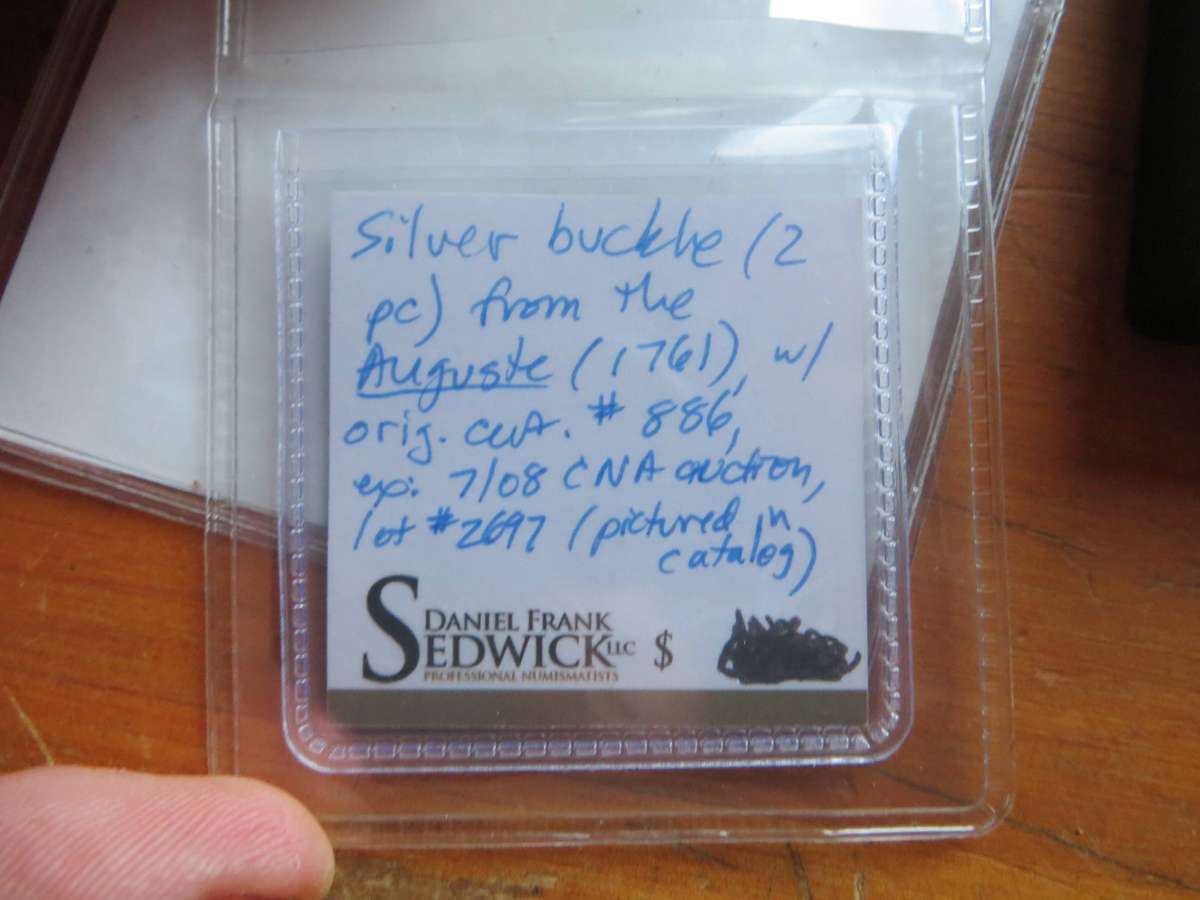 Silver buckle (2
pc) from the
Auguste (1761), w/
orig. cert. # 886,
ex: 7/08 CNA auction,
lot #2697 (pictured in
catalog)
DANIEL FRANK
SEDWICK LLC $
PROFESSIONAL NUMISMATISTS